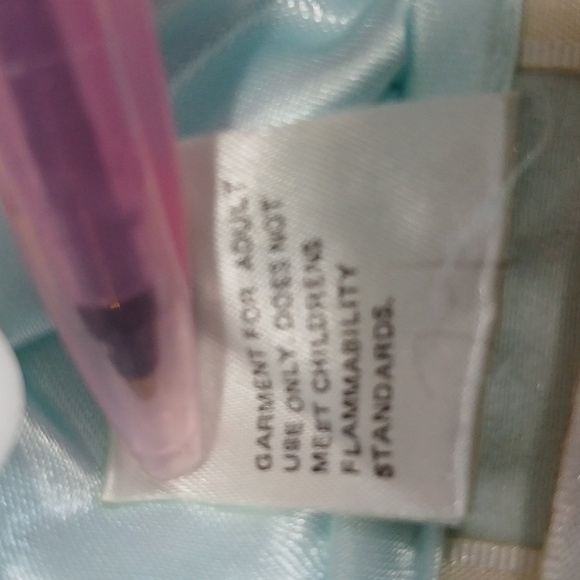 GARMENT FOR ADULT
USE ONLY DOES NOT
MEET CHILDRENS
FLAMMABILITY
STANDARDS.